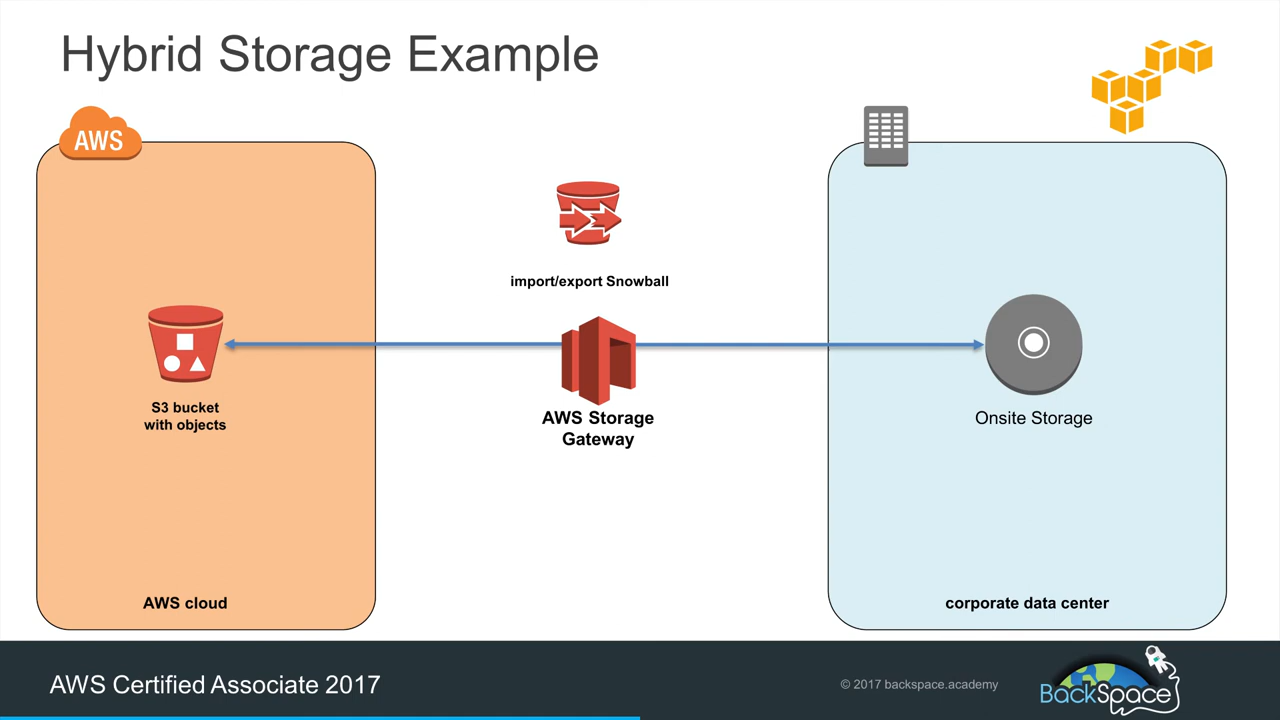 Hybrid Storage Example
AWS
import/export Snowball
S3 bucket
with objects
AWS Storage
Gateway
Onsite Storage
AWS cloud
corporate data center
AWS Certified Associate 2017
© 2017 backspace.academy
BackSpace